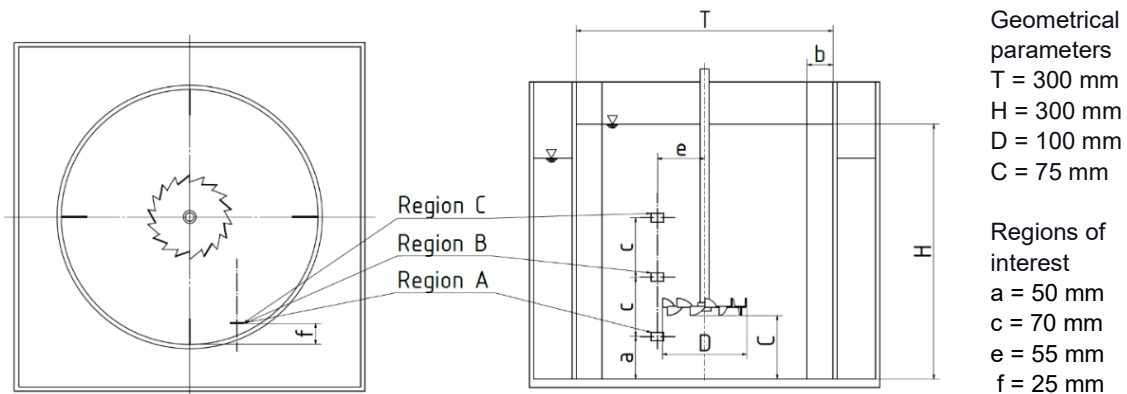 T
b
e
Region C
Region B
Region A
c
c
a
D
C
H
f
Geometrical
parameters
T = 300 mm
H = 300 mm
D = 100 mm
C = 75 mm
Regions of
interest
a = 50 mm
c = 70 mm
e = 55 mm
f = 25 mm